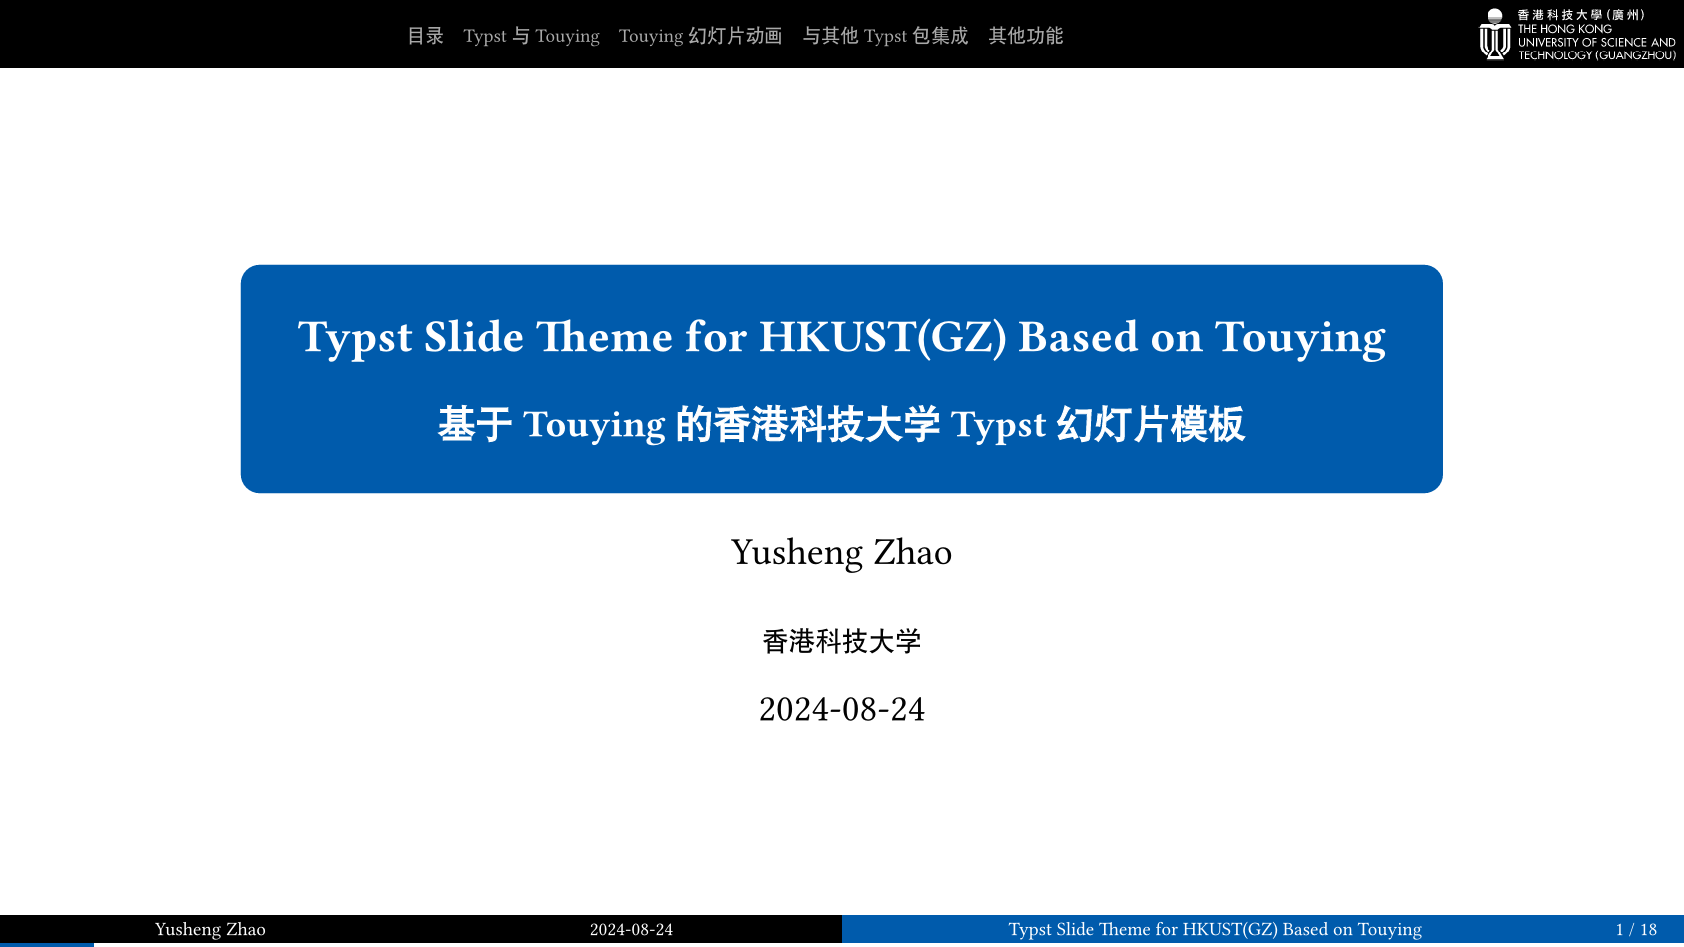 目录 Typst 与 Touying Touying 幻灯片动画 与其他 Typst 包集成 其他功能
香港科技大學(廣州)
THE HONG KONG
UNIVERSITY OF SCIENCE AND
TECHNOLOGY (GUANGZHOU)
Typst Slide Theme for HKUST(GZ) Based on Touying
基于 Touying 的香港科技大学 Typst 幻灯片模板
Yusheng Zhao
香港科技大学
2024-08-24
Yusheng Zhao 2024-08-24 Typst Slide Theme for HKUST(GZ) Based on Touying 1 / 18